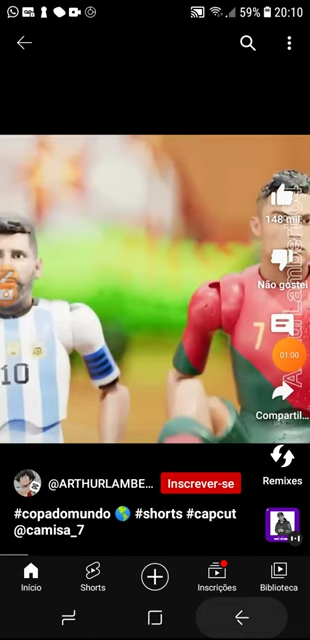 59% 20:10
148 mil
Não gostei
01:00
Compartil...
Remixes
10
7
@ARTHURLAMBE... Inscrever-se
#copadomundo 🌎 #shorts #capcut
@camisa_7
Início
Shorts
Inscrições
Biblioteca